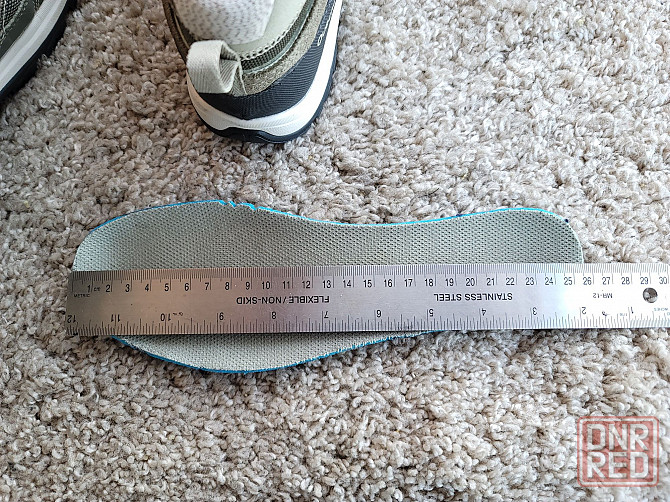 1 2 3 4 5 6 7 8 9 10 11 12 13 14 15 16 17 18 19 20 21 22 23 24 25 26 27 28 29 30
FLEXIBLE / NON-SKID STAINLESS STEEL MR-12
12 11 10 9 8 7 6 5 4 3 2 1
DNR
RED